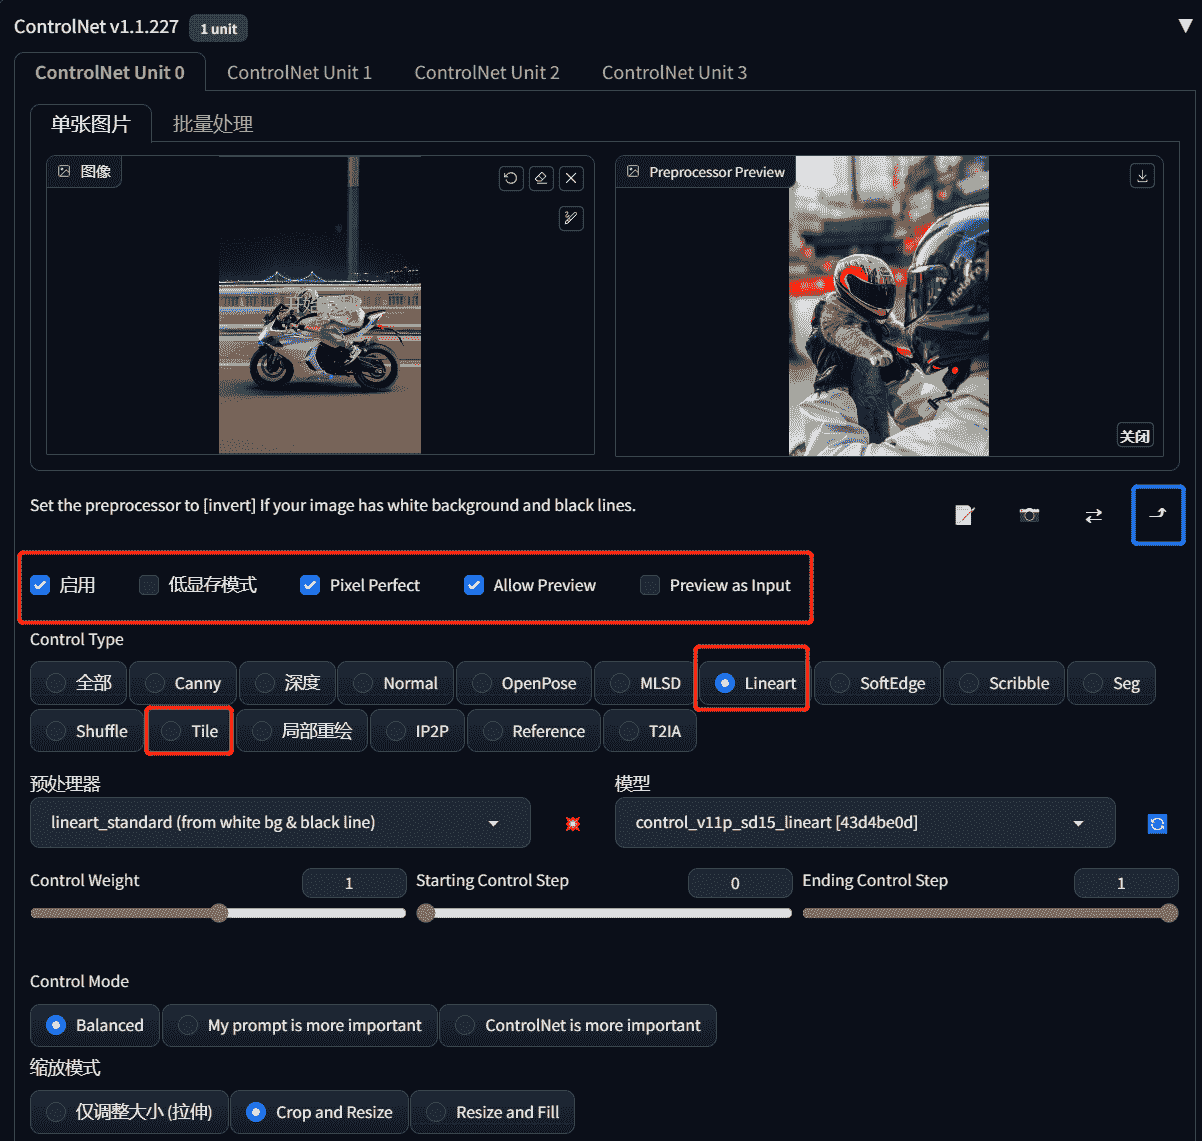 ControlNet v1.1.227 1 unit ▼
ControlNet Unit 0 ControlNet Unit 1 ControlNet Unit 2 ControlNet Unit 3
单张图片 批量处理
图像
Preprocessor Preview
Motor
关闭
Set the preprocessor to [invert] If your image has white background and black lines.
启用 低显存模式 Pixel Perfect Allow Preview Preview as Input
Control Type
全部 Canny 深度 Normal OpenPose MLSD Lineart SoftEdge Scribble Seg
Shuffle Tile 局部重绘 IP2P Reference T2IA
预处理器 模型
lineart_standard (from white bg & black line) control_v11p_sd15_lineart [43d4be0d]
Control Weight 1 Starting Control Step 0 Ending Control Step 1
Control Mode
Balanced My prompt is more important ControlNet is more important
缩放模式
仅调整大小 (拉伸) Crop and Resize Resize and Fill